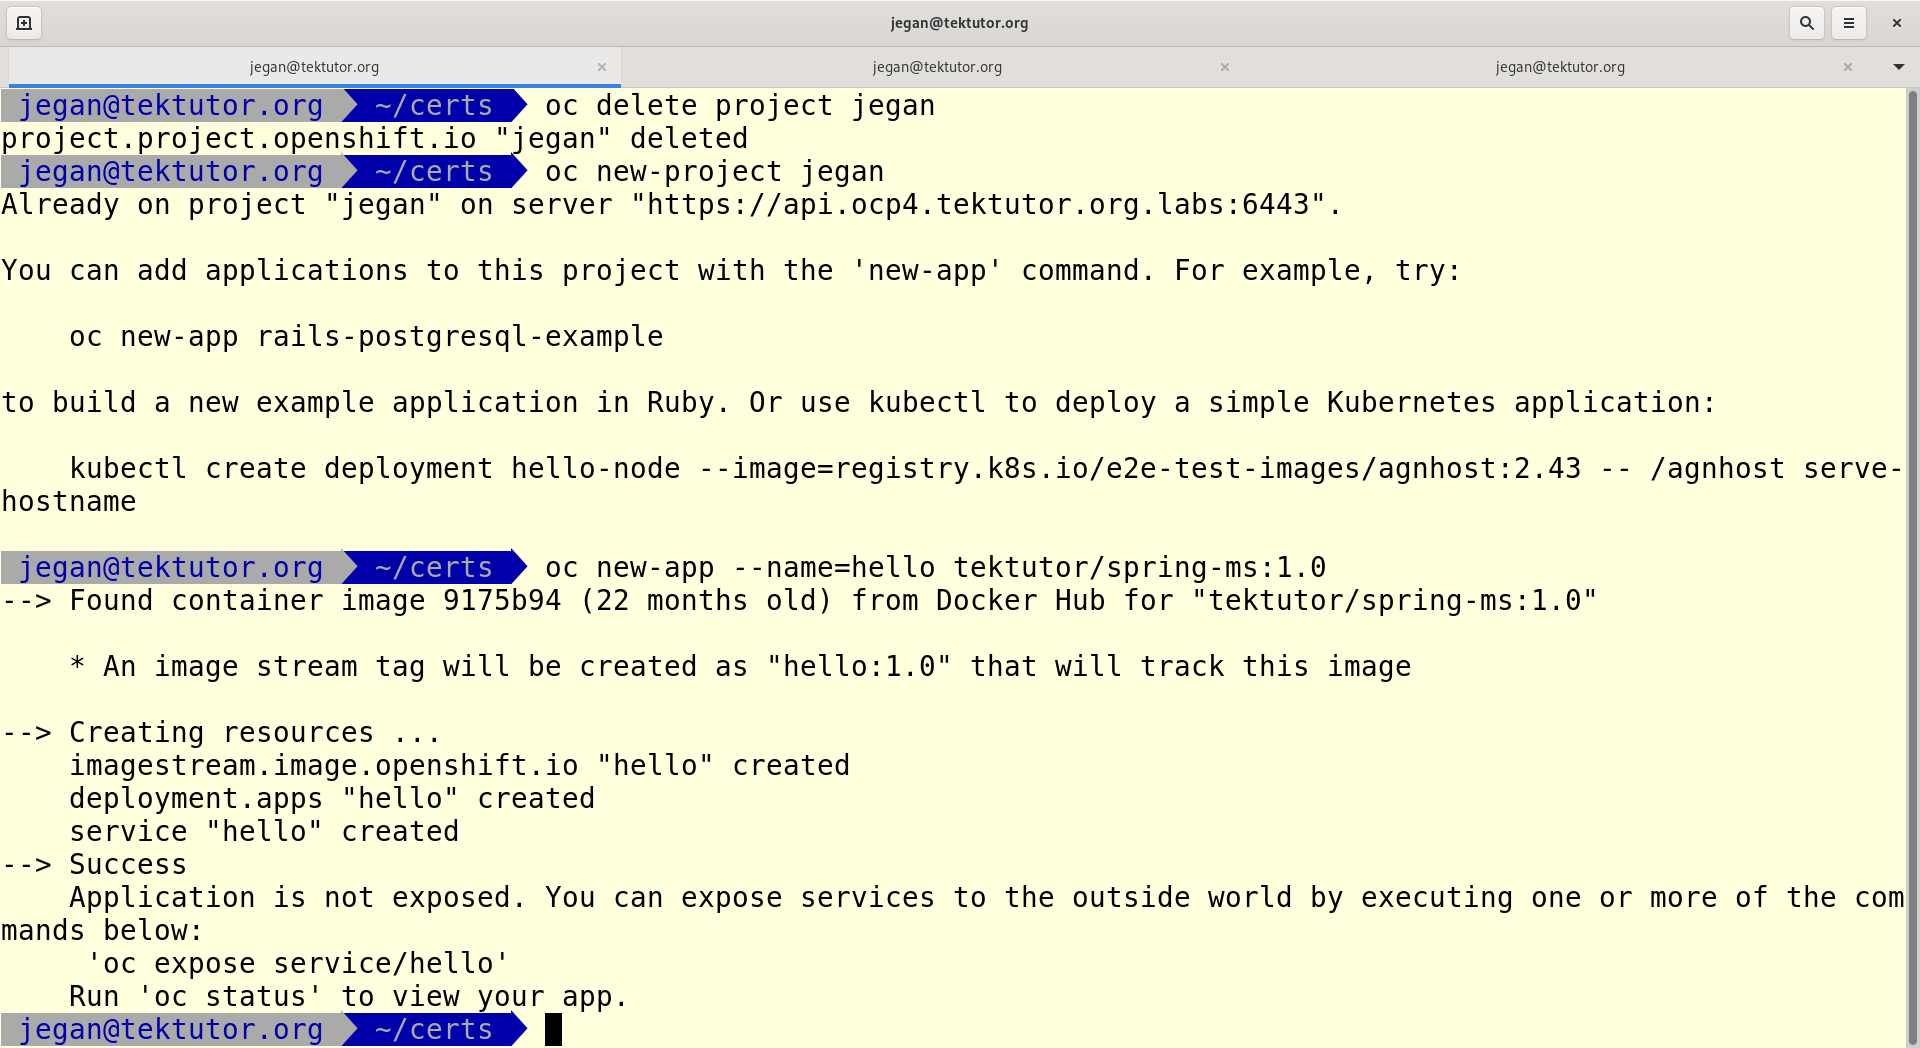 jegan@tektutor.org
jegan@tektutor.org jegan@tektutor.org jegan@tektutor.org
jegan@tektutor.org ~/certs oc delete project jegan
project.project.openshift.io "jegan" deleted
jegan@tektutor.org ~/certs oc new-project jegan
Already on project "jegan" on server "https://api.ocp4.tektutor.org.labs:6443".
You can add applications to this project with the 'new-app' command. For example, try:
oc new-app rails-postgresql-example
to build a new example application in Ruby. Or use kubectl to deploy a simple Kubernetes application:
kubectl create deployment hello-node --image=registry.k8s.io/e2e-test-images/agnhost:2.43 -- /agnhost serve-
hostname
jegan@tektutor.org ~/certs oc new-app --name=hello tektutor/spring-ms:1.0
--> Found container image 9175b94 (22 months old) from Docker Hub for "tektutor/spring-ms:1.0"
* An image stream tag will be created as "hello:1.0" that will track this image
--> Creating resources ...
imagestream.image.openshift.io "hello" created
deployment.apps "hello" created
service "hello" created
--> Success
Application is not exposed. You can expose services to the outside world by executing one or more of the com
mands below:
'oc expose service/hello'
Run 'oc status' to view your app.
jegan@tektutor.org ~/certs